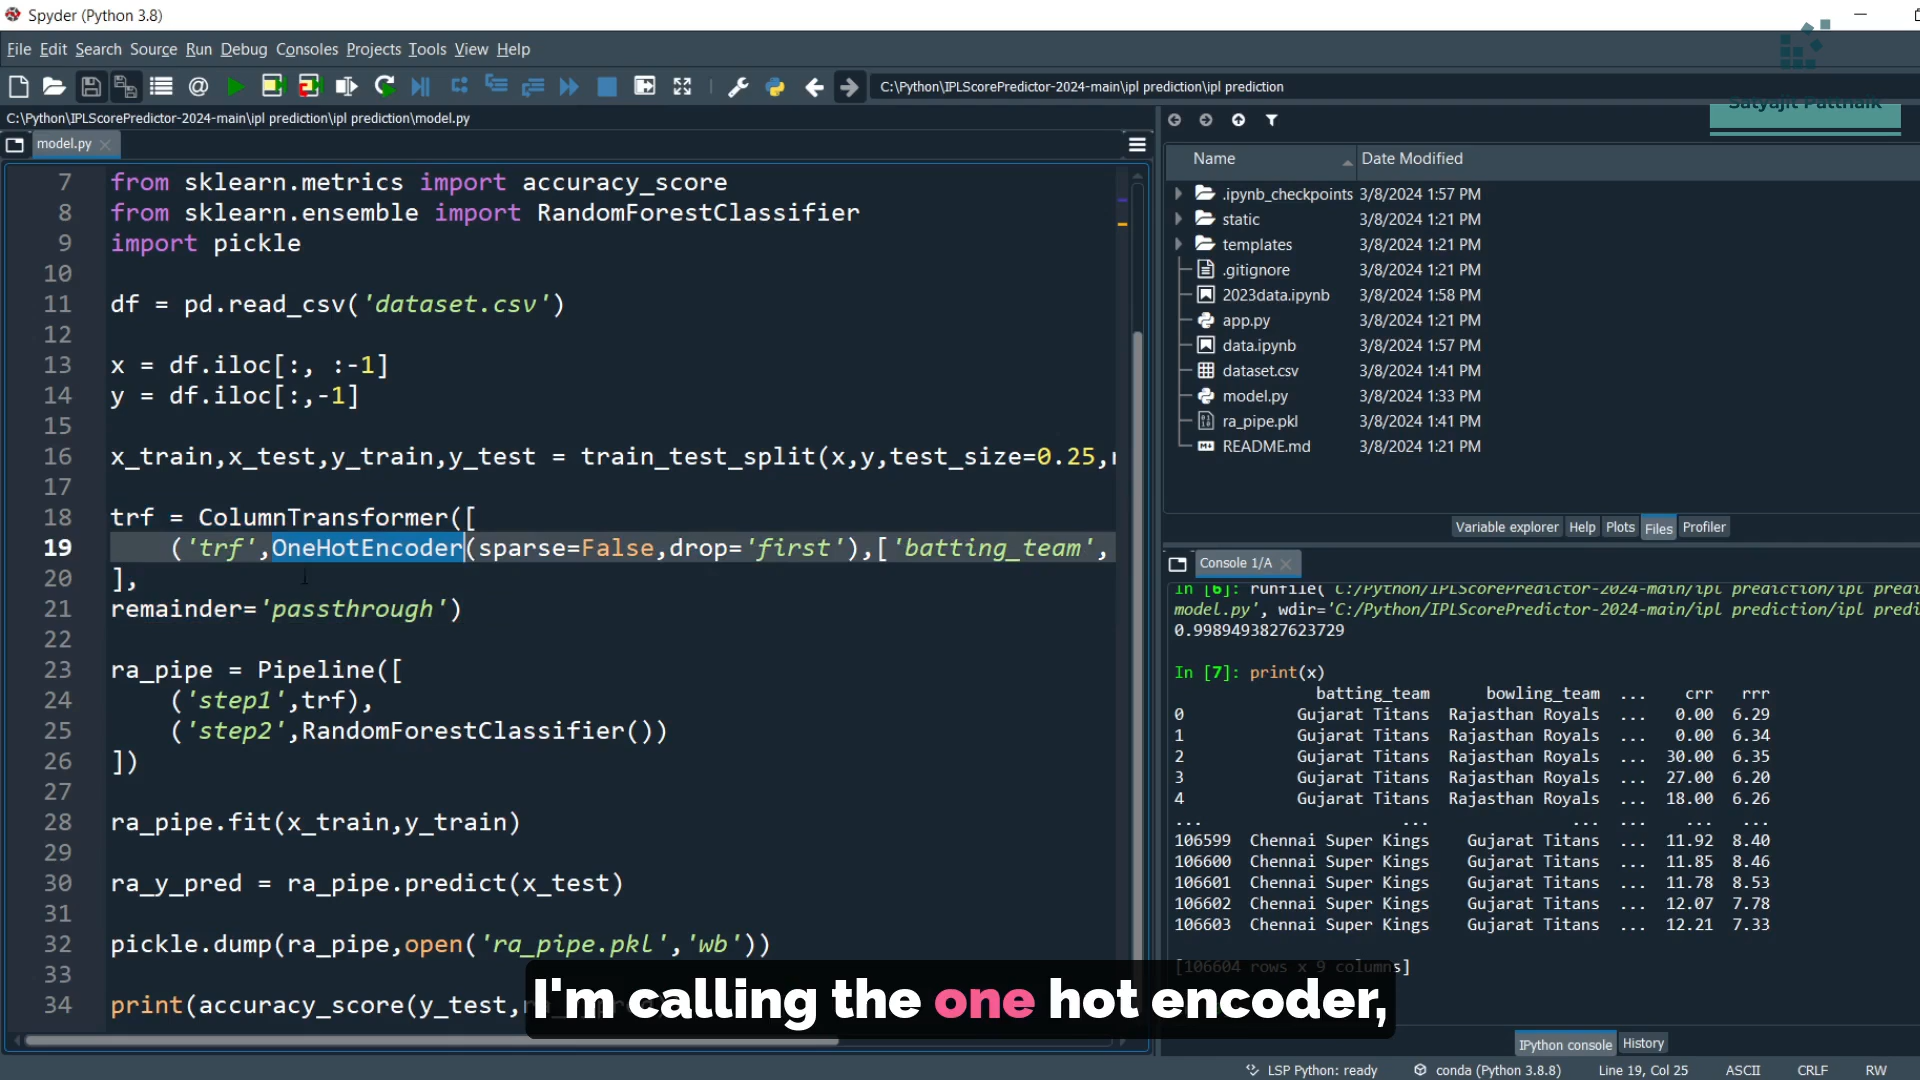 Spyder (Python 3.8)
File Edit Search Source Run Debug Consoles Projects Tools View Help
C:\Python\IPLScorePredictor-2024-main\ipl prediction\ipl prediction
Satyajit Pattnaik
C:\Python\IPLScorePredictor-2024-main\ipl prediction\ipl prediction\model.py
model.py
7 from sklearn.metrics import accuracy_score
8 from sklearn.ensemble import RandomForestClassifier
9 import pickle
10
11 df = pd.read_csv('dataset.csv')
12
13 x = df.iloc[:, :-1]
14 y = df.iloc[:,-1]
15
16 x_train,x_test,y_train,y_test = train_test_split(x,y,test_size=0.25,
17
18 trf = ColumnTransformer([
19 ('trf',OneHotEncoder(sparse=False,drop='first'),['batting_team',
20 ],
21 remainder='passthrough')
22
23 ra_pipe = Pipeline([
24 ('step1',trf),
25 ('step2',RandomForestClassifier())
26 ])
27
28 ra_pipe.fit(x_train,y_train)
29
30 ra_y_pred = ra_pipe.predict(x_test)
31
32 pickle.dump(ra_pipe,open('ra_pipe.pkl','wb'))
33
34 print(accuracy_score(y_test,
Name Date Modified
.ipynb_checkpoints 3/8/2024 1:57 PM
static 3/8/2024 1:21 PM
templates 3/8/2024 1:21 PM
.gitignore 3/8/2024 1:21 PM
2023data.ipynb 3/8/2024 1:58 PM
app.py 3/8/2024 1:21 PM
data.ipynb 3/8/2024 1:57 PM
dataset.csv 3/8/2024 1:41 PM
model.py 3/8/2024 1:33 PM
ra_pipe.pkl 3/8/2024 1:41 PM
README.md 3/8/2024 1:21 PM
Variable explorer Help Plots Files Profiler
Console 1/A
In [6]: runfile('C:/Python/IPLScorePredictor-2024-main/ipl prediction/ipl predi
model.py', wdir='C:/Python/IPLScorePredictor-2024-main/ipl prediction/ipl predi
0.9989493827623729
In [7]: print(x)
batting_team bowling_team ... crr rrr
0 Gujarat Titans Rajasthan Royals ... 0.00 6.29
1 Gujarat Titans Rajasthan Royals ... 0.00 6.34
2 Gujarat Titans Rajasthan Royals ... 30.00 6.35
3 Gujarat Titans Rajasthan Royals ... 27.00 6.20
4 Gujarat Titans Rajasthan Royals ... 18.00 6.26
... ... ... ... ... ...
106599 Chennai Super Kings Gujarat Titans ... 11.92 8.40
106600 Chennai Super Kings Gujarat Titans ... 11.85 8.46
106601 Chennai Super Kings Gujarat Titans ... 11.78 8.53
106602 Chennai Super Kings Gujarat Titans ... 12.07 7.78
106603 Chennai Super Kings Gujarat Titans ... 12.21 7.33
[106604 rows x 9 columns]
I'm calling the one hot encoder,
IPython console History
LSP Python: ready conda (Python 3.8.8) Line 19, Col 25 ASCII CRLF RW